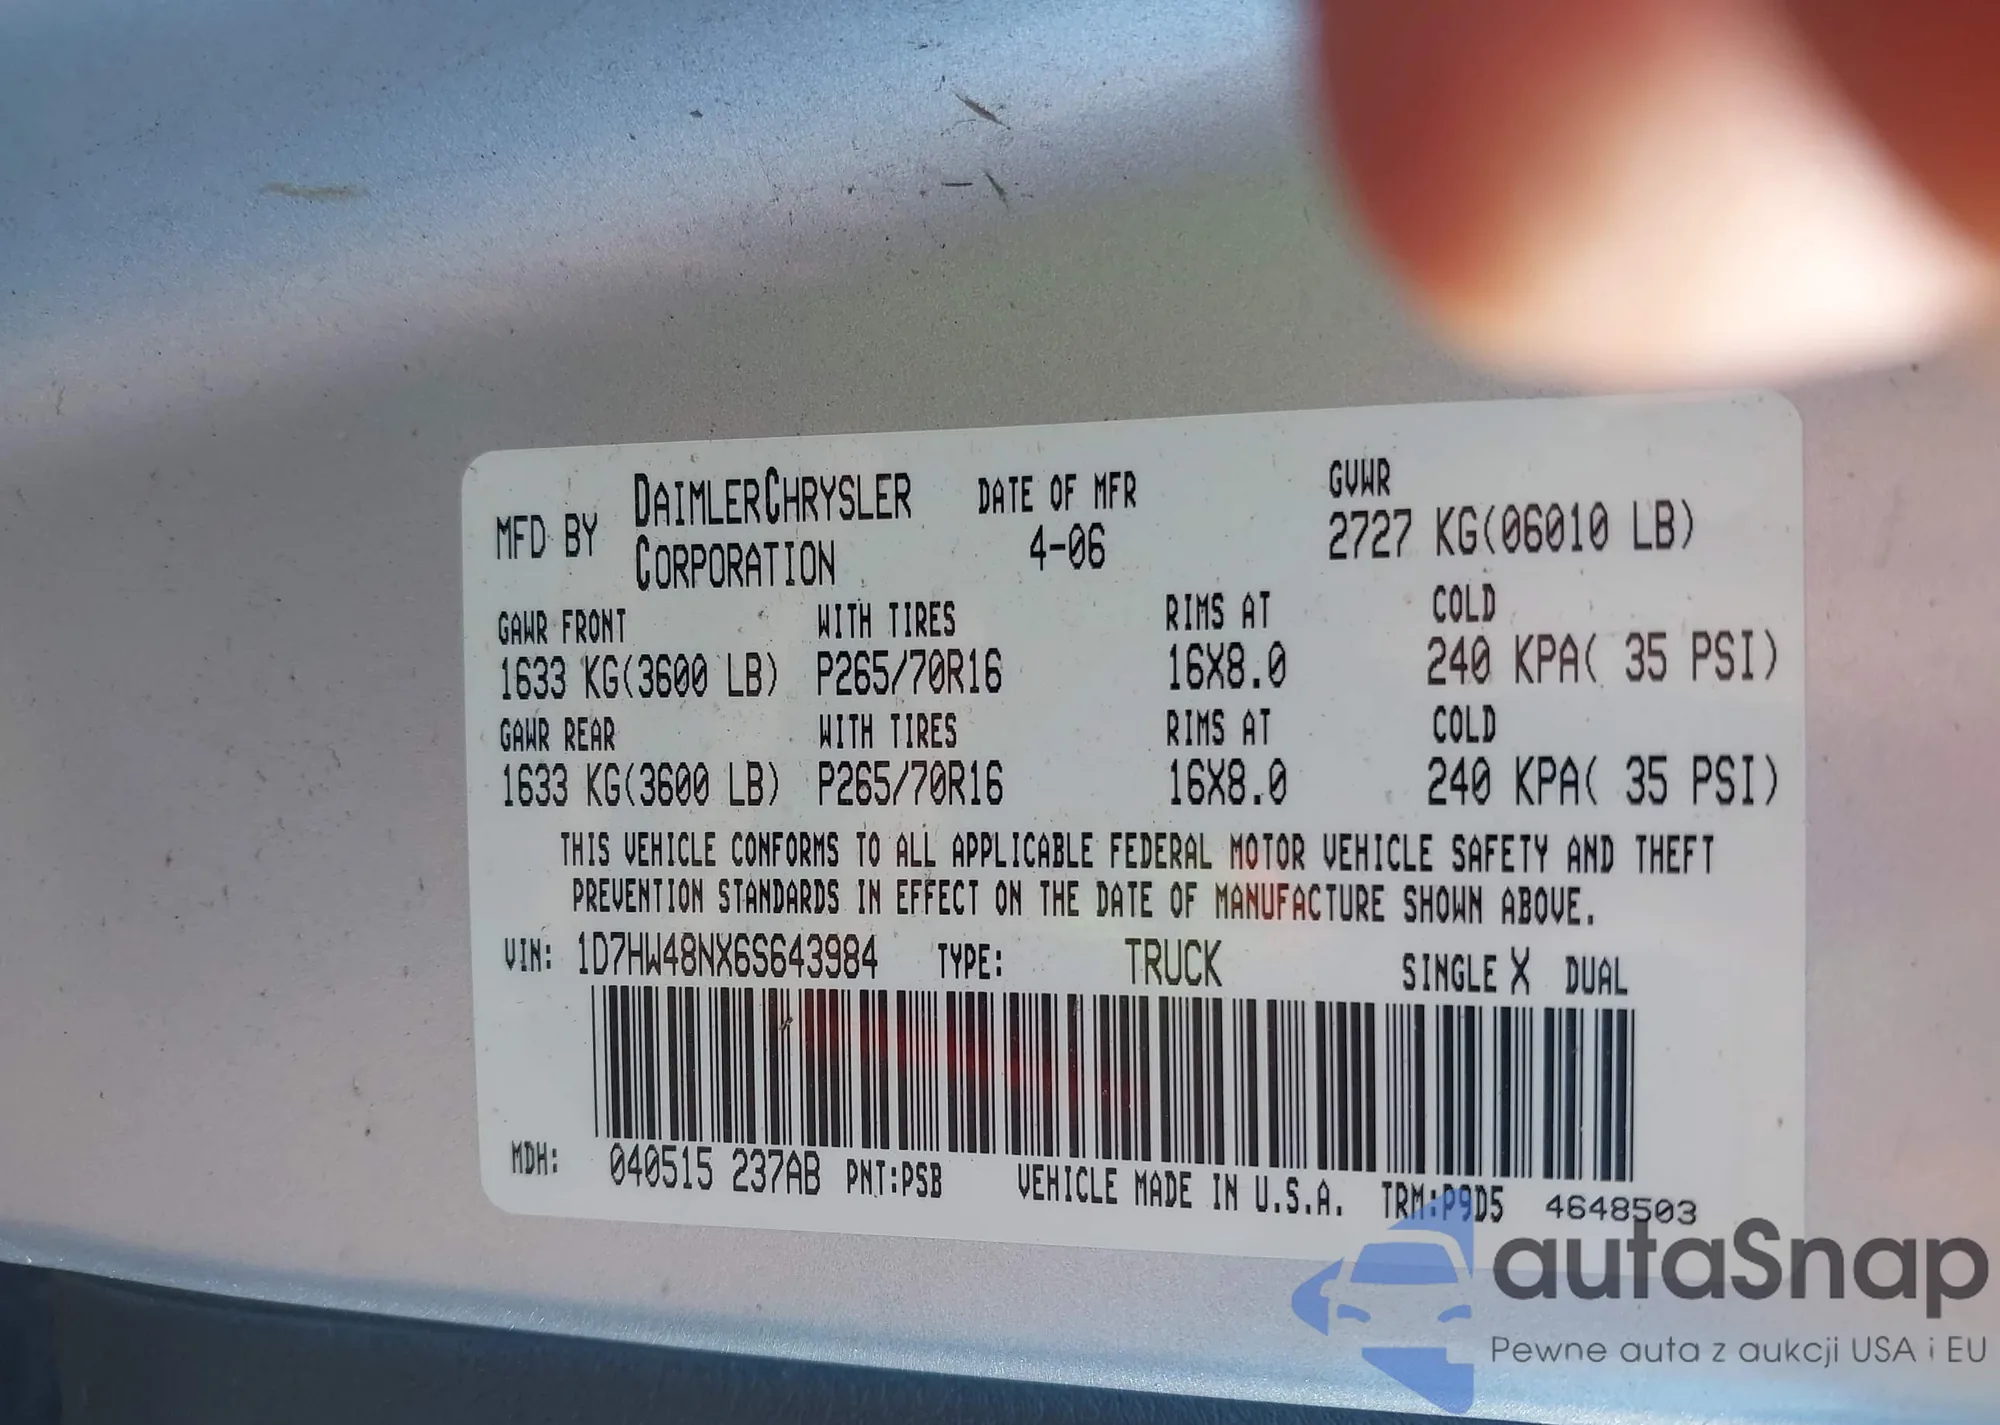 MFD BY DAIMLERCHRYSLER CORPORATION DATE OF MFR 4-06 GVWR 2727 KG(06010 LB)
GAWR FRONT WITH TIRES RIMS AT COLD
1633 KG(3600 LB) P265/70R16 16X8.0 240 KPA( 35 PSI)
GAWR REAR WITH TIRES RIMS AT COLD
1633 KG(3600 LB) P265/70R16 16X8.0 240 KPA( 35 PSI)
THIS VEHICLE CONFORMS TO ALL APPLICABLE FEDERAL MOTOR VEHICLE SAFETY AND THEFT
PREVENTION STANDARDS IN EFFECT ON THE DATE OF MANUFACTURE SHOWN ABOVE.
VIN: 1D7HW48NX6S643984 TYPE: TRUCK SINGLE X DUAL
MDH: 040515 237AB PNT:PSB VEHICLE MADE IN U.S.A. TRM:P9D5 4648503
autaSnap
Pewne auta z aukcji USA i EU